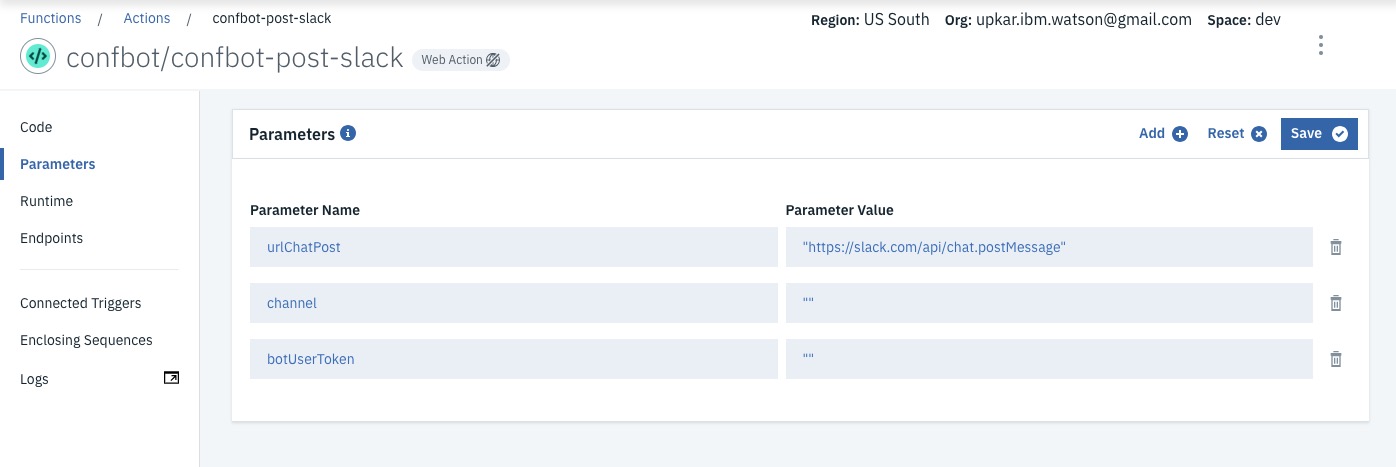 Functions / Actions / confbot-post-slack
Region: US South Org: upkar.ibm.watson@gmail.com Space: dev
confbot/confbot-post-slack Web Action
Code
Parameters
Runtime
Endpoints
Connected Triggers
Enclosing Sequences
Logs
Parameters Add Reset Save
Parameter Name Parameter Value
urlChatPost "https://slack.com/api/chat.postMessage"
channel ""
botUserToken ""